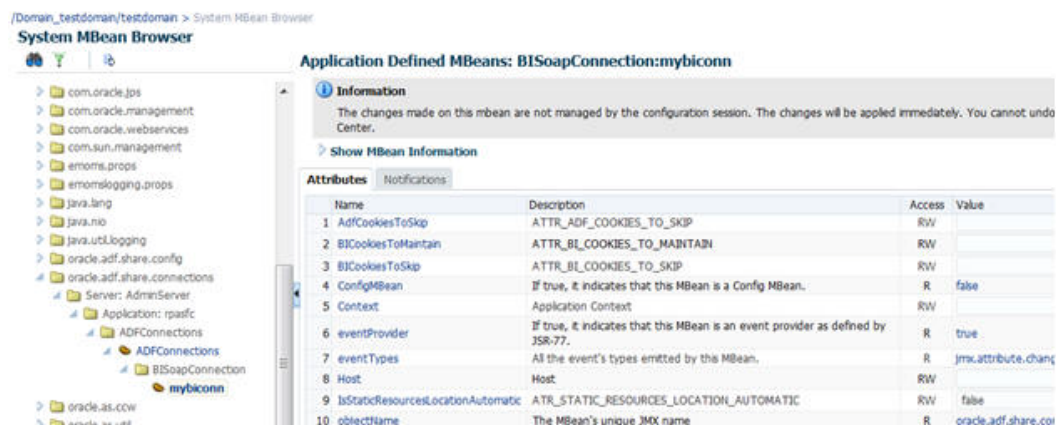 /Domain_testdomain/testdomain > System MBean Browser
System MBean Browser
com.oracle.jps
com.oracle.management
com.oracle.webservices
com.sun.management
emoms.props
emomslogging.props
java.lang
java.nio
java.util.logging
oracle.adf.share.config
oracle.adf.share.connections
Server: AdminServer
Application: rpasfc
ADFConnections
ADFConnections
BISoapConnection
mybiconn
oracle.as.ccw
oracle.as.util
Application Defined MBeans: BISoapConnection:mybiconn
Information
The changes made on this mbean are not managed by the configuration session. The changes will be applied immediately. You cannot undo
Center.
Show MBean Information
Attributes Notifications
Name Description Access Value
1 AdfCookiesToSkip ATTR_ADF_COOKIES_TO_SKIP RW
2 BICookiesToMaintain ATTR_BI_COOKIES_TO_MAINTAIN RW
3 BICookiesToSkip ATTR_BI_COOKIES_TO_SKIP RW
4 ConfigMBean If true, it indicates that this MBean is a Config MBean. R false
5 Context Application Context RW
6 eventProvider If true, it indicates that this MBean is an event provider as defined by R true
JSR-77.
7 eventTypes All the event's types emitted by this MBean. R jmx.attribute.chang
8 Host Host RW
9 IsStaticResourcesLocationAutomatic ATR_STATIC_RESOURCES_LOCATION_AUTOMATIC RW false
10 objectName The MBean's unique JMX name R oracle.adf.share.co